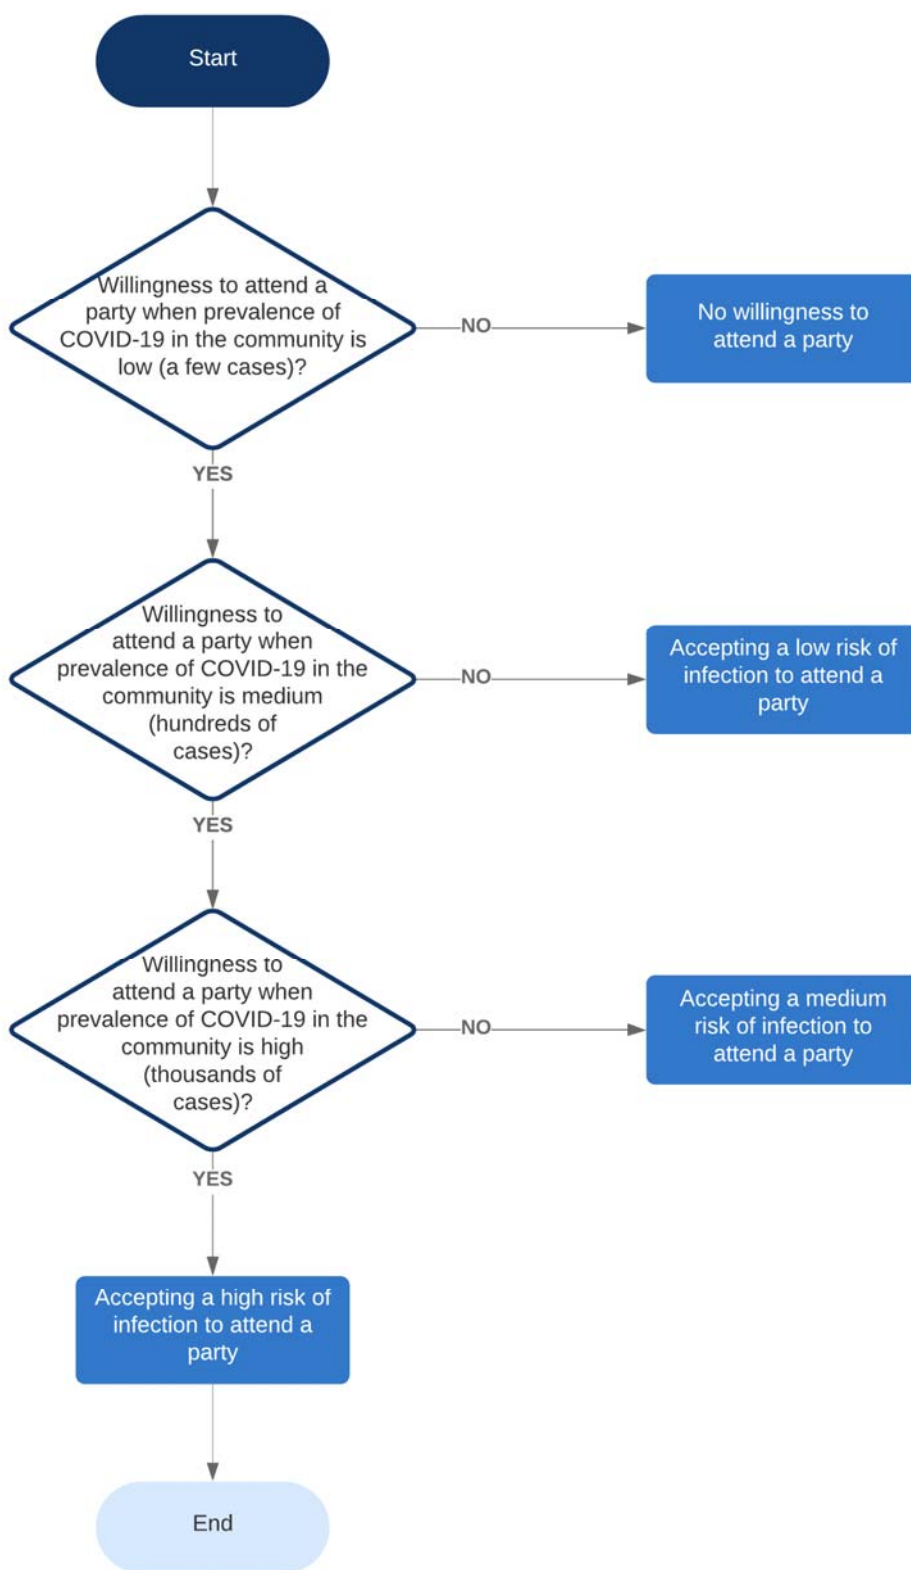 Start
Willingness to attend a
party when prevalence of
COVID-19 in the community is
low (a few cases)?
NO
No willingness to
attend a party
YES
Willingness to
attend a party when
prevalence of COVID-19 in the
community is medium
(hundreds of
cases)?
NO
Accepting a low risk of
infection to attend a
party
YES
Willingness to
attend a party when
prevalence of COVID-19 in the
community is high
(thousands of
cases)?
NO
Accepting a medium
risk of infection to
attend a party
YES
Accepting a high risk of
infection to attend a
party
End